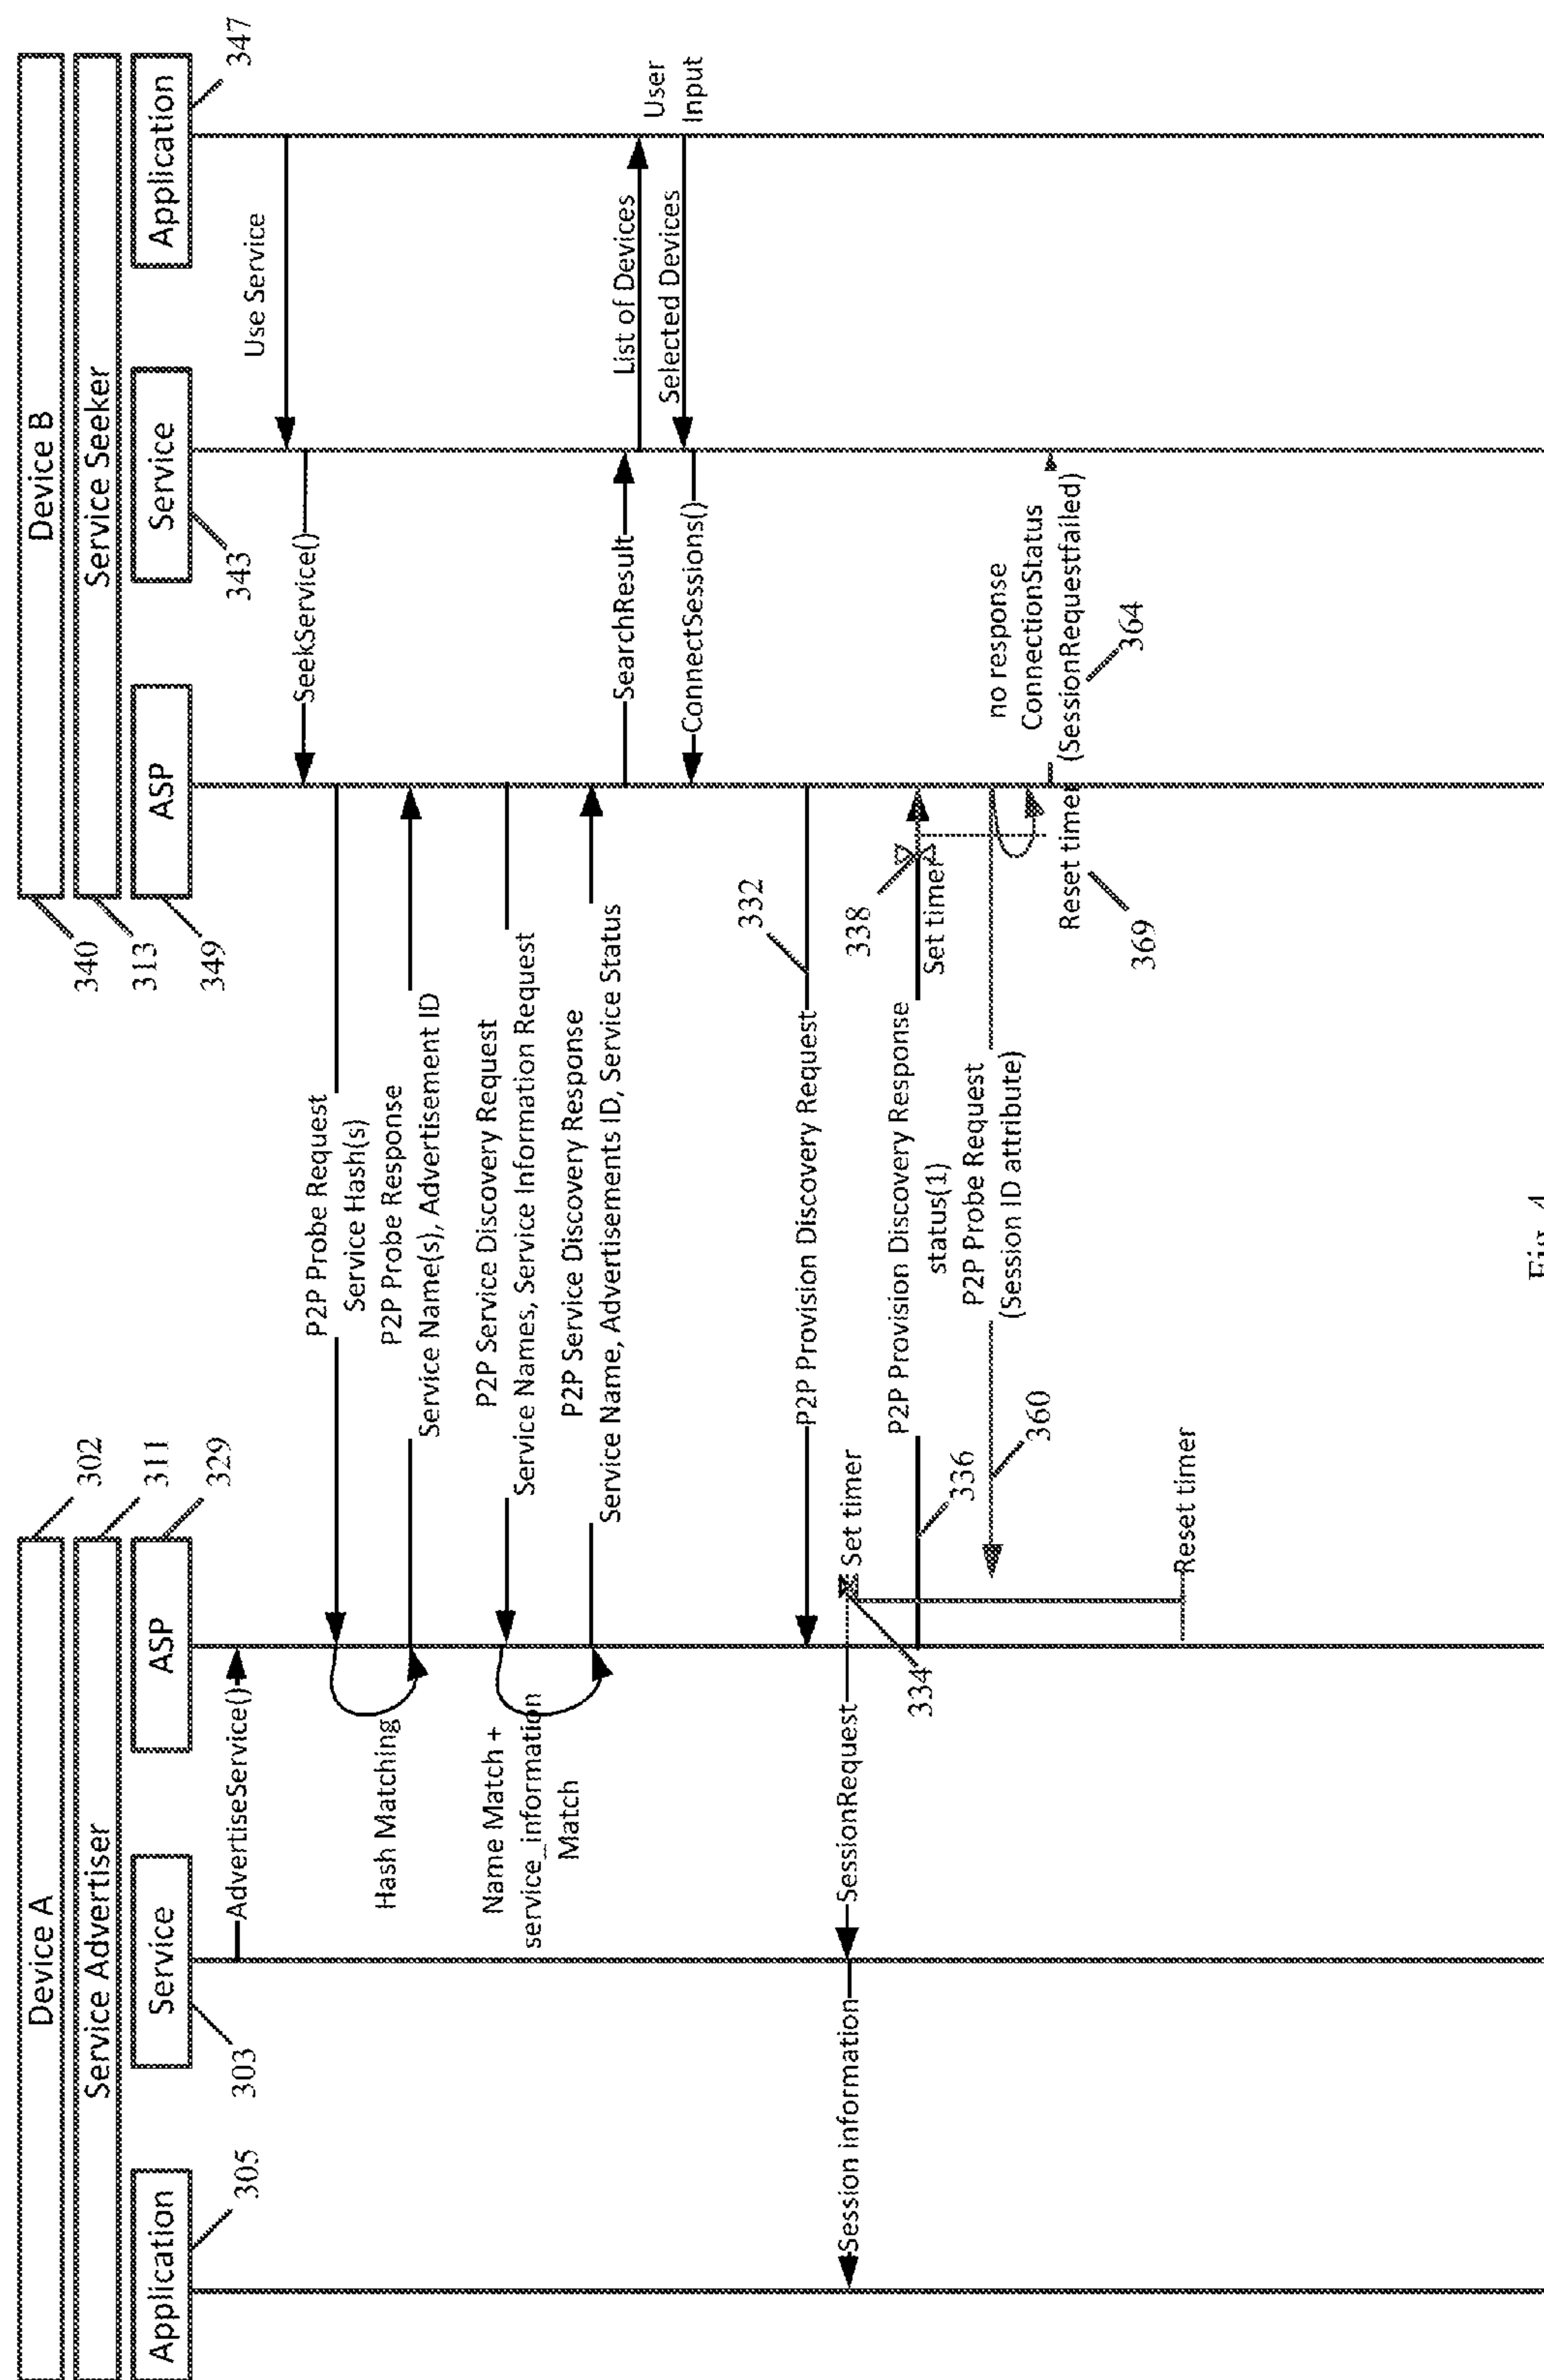 Device A
Device B
302
340
Service Advertiser
Service Seeker
311
313
Application
Service
ASP
ASP
Service
Application
305
303
329
349
343
347
AdvertiseService()
Use Service
SeekService()
P2P Probe Request
Service Hash(s)
Hash Matching
P2P Probe Response
Service Name(s), Advertisement ID
P2P Service Discovery Request
Service Names, Service Information Request
Name Match +
service_information
Match
P2P Service Discovery Response
Service Name, Advertisements ID, Service Status
SearchResult
List of Devices
User
Input
Selected Devices
ConnectSessions()
332
P2P Provision Discovery Request
Set timer
Session information
SessionRequest
334
338
Set timer
P2P Provision Discovery Response
status(1)
336
P2P Probe Request
(Session ID attribute)
360
no response
ConnectionStatus
Reset timer
(SessionRequestfailed)
364
369
Reset timer
Fig. 4